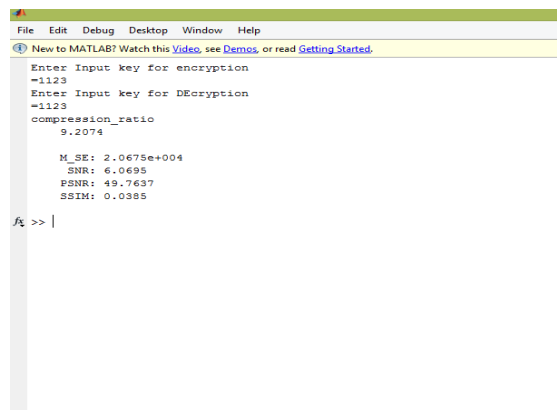 File Edit Debug Desktop Window Help
New to MATLAB? Watch this Video, see Demos, or read Getting Started.
Enter Input key for encryption
=1123
Enter Input key for DEcryption
=1123
compression_ratio
9.2074
M_SE: 2.0675e+004
SNR: 6.0695
PSNR: 49.7637
SSIM: 0.0385
fx >>